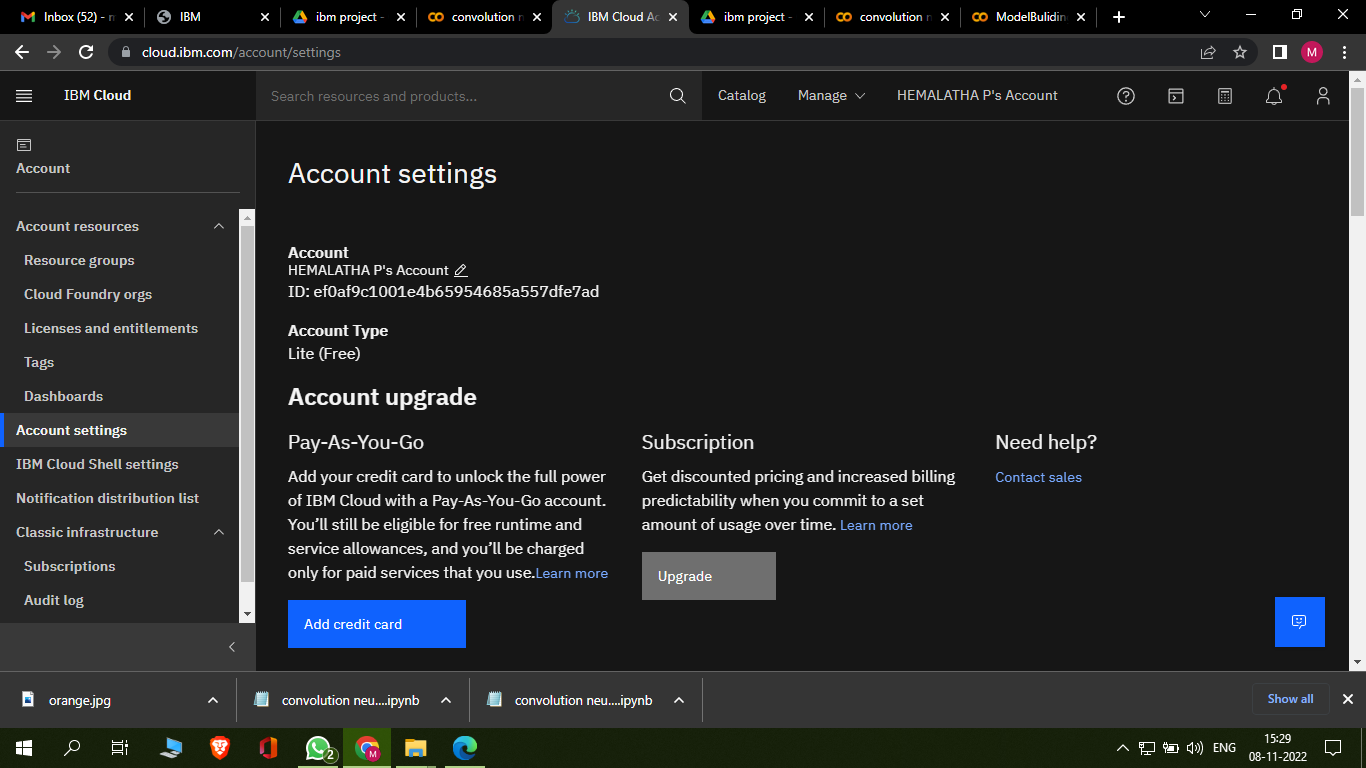 Inbox (52) - n
IBM
ibm project -
convolution n
IBM Cloud Ac
ibm project -
convolution n
ModelBuliding
cloud.ibm.com/account/settings
M
IBM Cloud
Search resources and products...
Catalog
Manage
HEMALATHA P's Account
Account
Account resources
Resource groups
Cloud Foundry orgs
Licenses and entitlements
Tags
Dashboards
Account settings
IBM Cloud Shell settings
Notification distribution list
Classic infrastructure
Subscriptions
Audit log
Account settings
Account
HEMALATHA P's Account
ID: ef0af9c1001e4b65954685a557dfe7ad
Account Type
Lite (Free)
Account upgrade
Pay-As-You-Go
Add your credit card to unlock the full power
of IBM Cloud with a Pay-As-You-Go account.
You’ll still be eligible for free runtime and
service allowances, and you’ll be charged
only for paid services that you use.Learn more
Add credit card
Subscription
Get discounted pricing and increased billing
predictability when you commit to a set
amount of usage over time. Learn more
Upgrade
Need help?
Contact sales
orange.jpg
convolution neu....ipynb
convolution neu....ipynb
Show all
2
M
ENG
15:29
08-11-2022